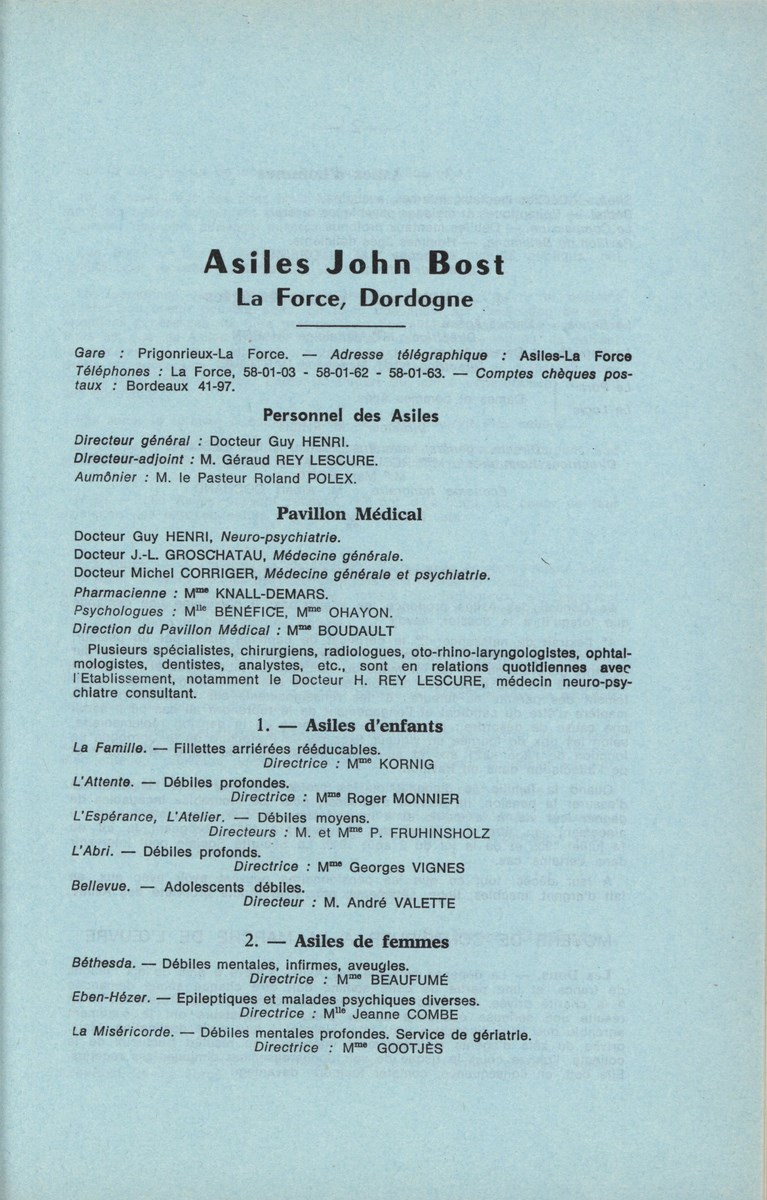 Asiles John Bost
La Force, Dordogne
Gare : Prigonrieux-La Force. — Adresse télégraphique : Asiles-La Force
Téléphones : La Force, 58-01-03 - 58-01-62 - 58-01-63. — Comptes chèques pos-
taux : Bordeaux 41-97.
Personnel des Asiles
Directeur général : Docteur Guy HENRI.
Directeur-adjoint : M. Géraud REY LESCURE.
Aumônier : M. le Pasteur Roland POLEX.
Pavillon Médical
Docteur Guy HENRI, Neuro-psychiatrie.
Docteur J.-L. GROSCHATAU, Médecine générale.
Docteur Michel CORRIGER, Médecine générale et psychiatrie.
Pharmacienne : Mme KNALL-DEMARS.
Psychologues : Mlle BÉNÉFICE, Mme OHAYON.
Direction du Pavillon Médical : Mme BOUDAULT
Plusieurs spécialistes, chirurgiens, radiologues, oto-rhino-laryngologistes, ophtal-
mologistes, dentistes, analystes, etc., sont en relations quotidiennes avec
l'Etablissement, notamment le Docteur H. REY LESCURE, médecin neuro-psy-
chiatre consultant.
1. — Asiles d'enfants
La Famille. — Fillettes arriérées rééducables.
Directrice : Mme KORNIG
L'Attente. — Débiles profondes.
Directrice : Mme Roger MONNIER
L'Espérance, L'Atelier. — Débiles moyens.
Directeurs : M. et Mme P. FRUHINSHOLZ
L'Abri. — Débiles profonds.
Directrice : Mme Georges VIGNES
Bellevue. — Adolescents débiles.
Directeur : M. André VALETTE
2. — Asiles de femmes
Béthesda. — Débiles mentales, infirmes, aveugles.
Directrice : Mme BEAUFUMÉ
Eben-Hézer. — Epileptiques et malades psychiques diverses.
Directrice : Mlle Jeanne COMBE
La Miséricorde. — Débiles mentales profondes. Service de gériatrie.
Directrice : Mme GOOTJÈS